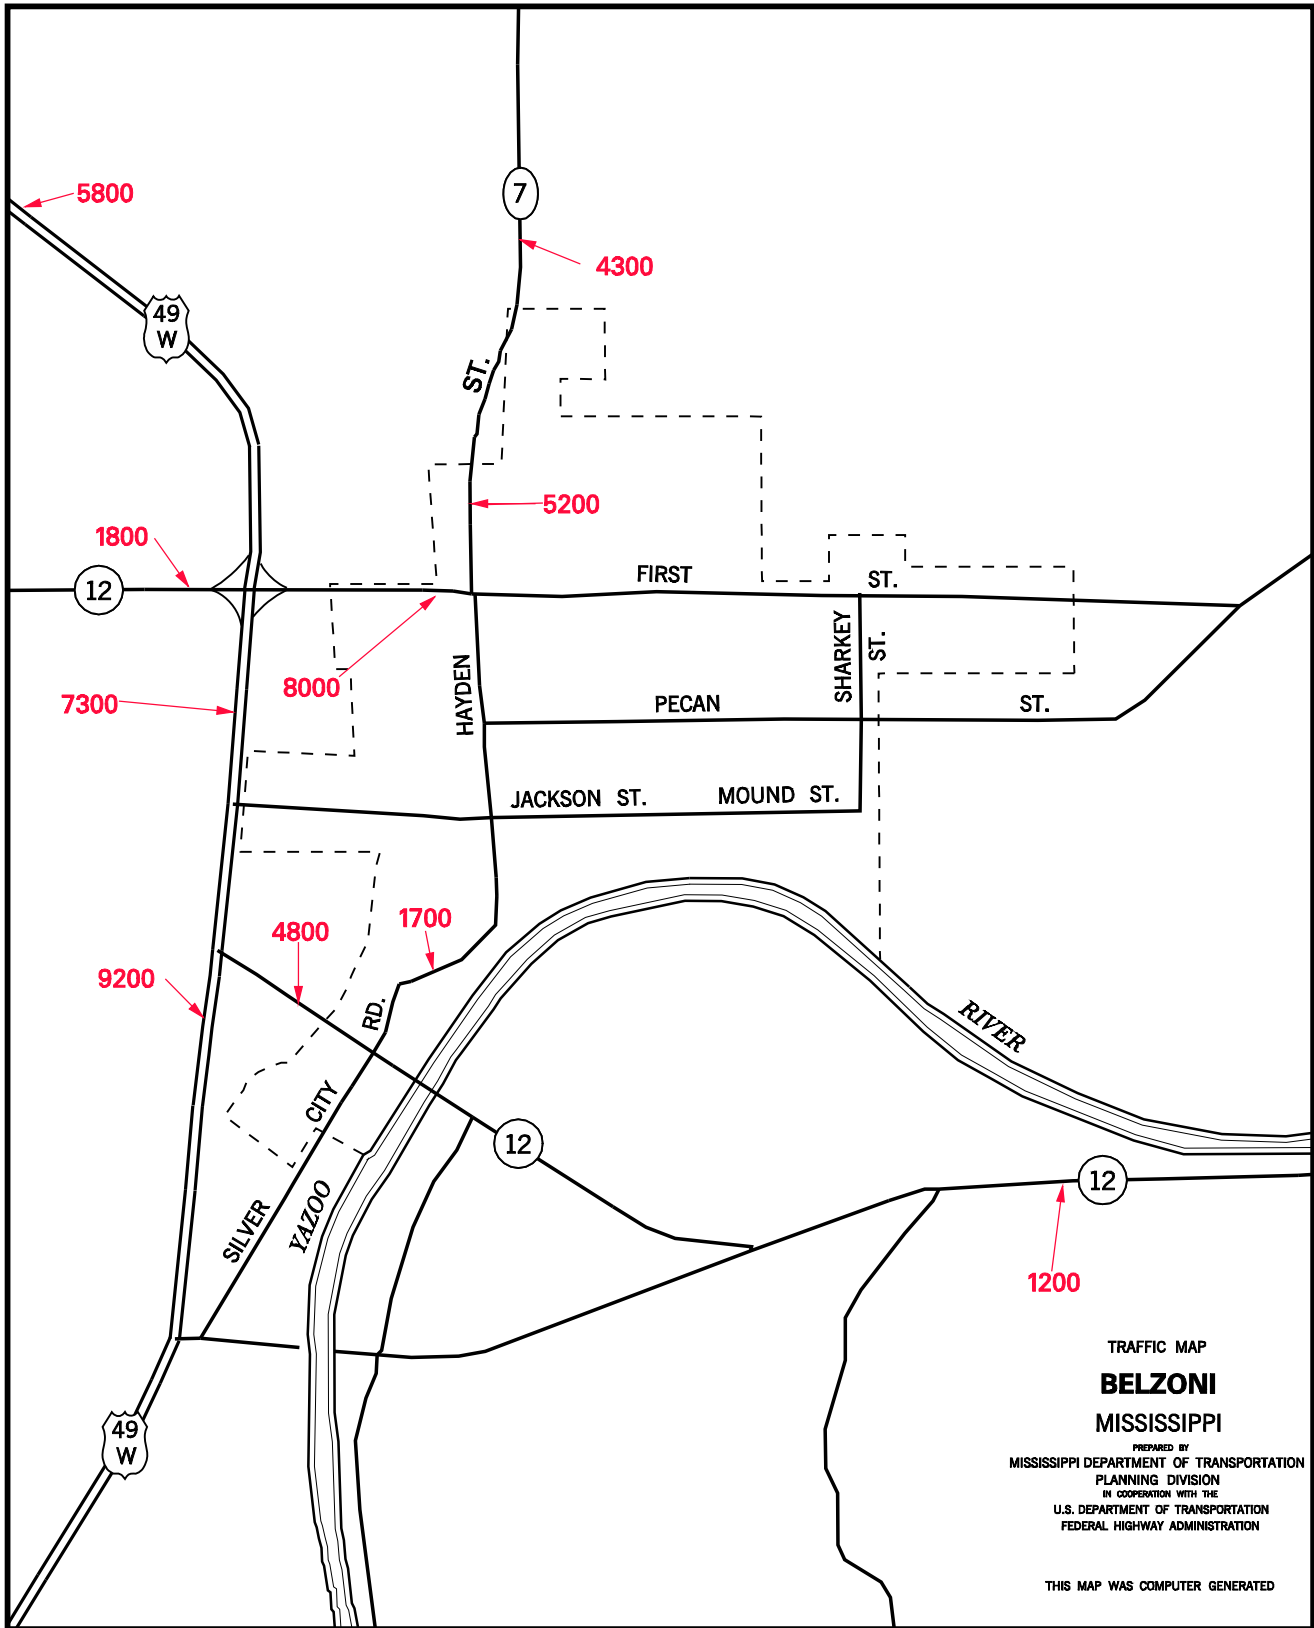 5800
7
4300
49
W
ST.
5200
1800
12
FIRST
ST.
8000
7300
HAYDEN
SHARKEY
ST.
PECAN
ST.
JACKSON ST.
MOUND ST.
4800
1700
9200
RD.
CITY
SILVER
YAZOO
RIVER
12
12
1200
49
W
TRAFFIC MAP
BELZONI
MISSISSIPPI
PREPARED BY
MISSISSIPPI DEPARTMENT OF TRANSPORTATION
PLANNING DIVISION
IN COOPERATION WITH THE
U.S. DEPARTMENT OF TRANSPORTATION
FEDERAL HIGHWAY ADMINISTRATION
THIS MAP WAS COMPUTER GENERATED